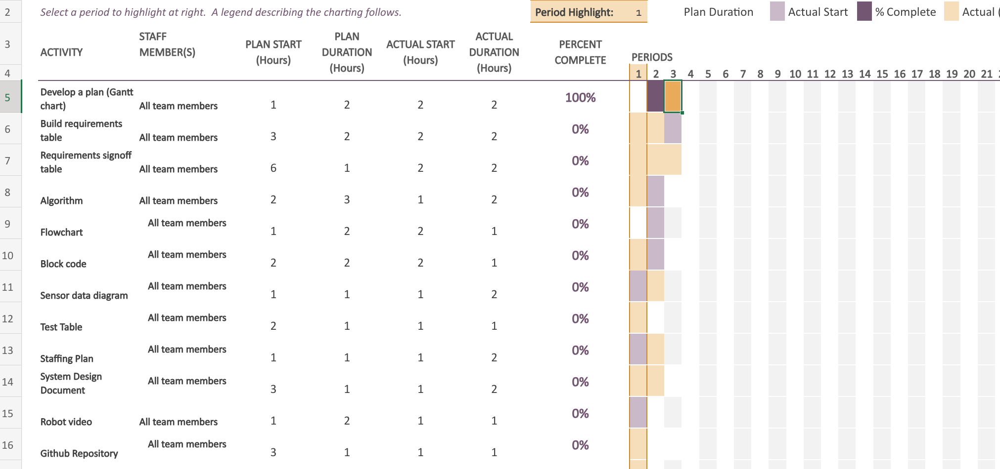 2 Select a period to highlight at right. A legend describing the charting follows. Period Highlight: 1 Plan Duration Actual Start % Complete Actual (
3 ACTIVITY STAFF MEMBER(S) PLAN START (Hours) PLAN DURATION (Hours) ACTUAL START (Hours) ACTUAL DURATION (Hours) PERCENT COMPLETE PERIODS
4 1 2 3 4 5 6 7 8 9 10 11 12 13 14 15 16 17 18 19 20 21
5 Develop a plan (Gantt chart) All team members 1 2 2 2 100%
6 Build requirements table All team members 3 2 2 2 0%
7 Requirements signoff table All team members 6 1 2 2 0%
8 Algorithm All team members 2 3 1 2 0%
9 Flowchart All team members 1 2 2 1 0%
10 Block code All team members 2 2 2 1 0%
11 Sensor data diagram All team members 1 1 1 2 0%
12 Test Table All team members 2 1 1 1 0%
13 Staffing Plan All team members 1 1 1 2 0%
14 System Design Document All team members 3 1 1 2 0%
15 Robot video All team members 1 2 1 1 0%
16 Github Repository All team members 3 1 1 1 0%